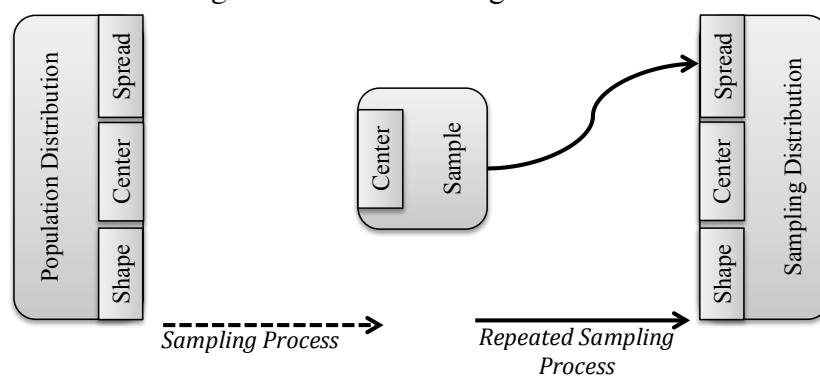 Population Distribution
Spread
Center
Shape
Sampling Process
Center
Sample
Repeated Sampling
Process
Spread
Center
Shape
Sampling Distribution